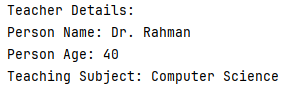 Teacher Details:
Person Name: Dr. Rahman
Person Age: 40
Teaching Subject: Computer Science